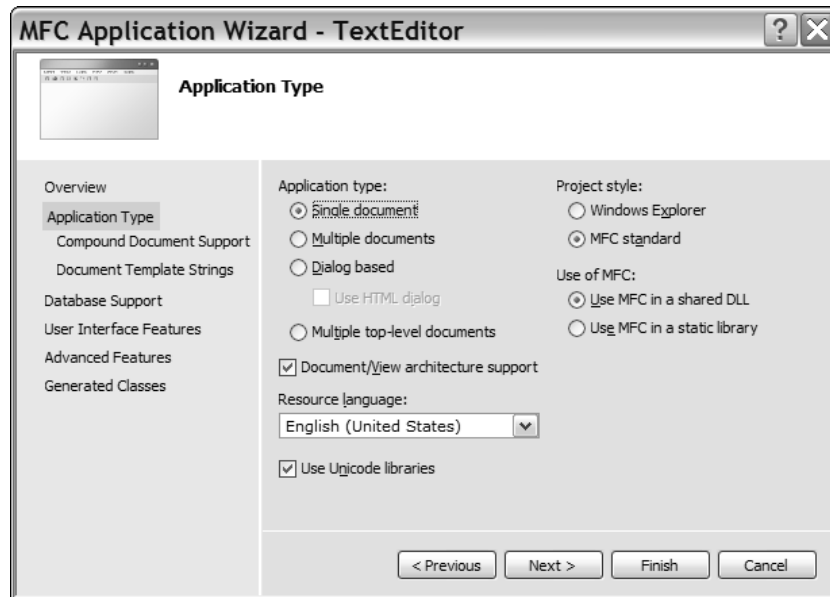 MFC Application Wizard - TextEditor
Application Type
Overview
Application Type
Compound Document Support
Document Template Strings
Database Support
User Interface Features
Advanced Features
Generated Classes
Application type:
Single document
Multiple documents
Dialog based
Use HTML dialog
Multiple top-level documents
Document/View architecture support
Resource language:
English (United States)
Use Unicode libraries
Project style:
Windows Explorer
MFC standard
Use of MFC:
Use MFC in a shared DLL
Use MFC in a static library
< Previous
Next >
Finish
Cancel